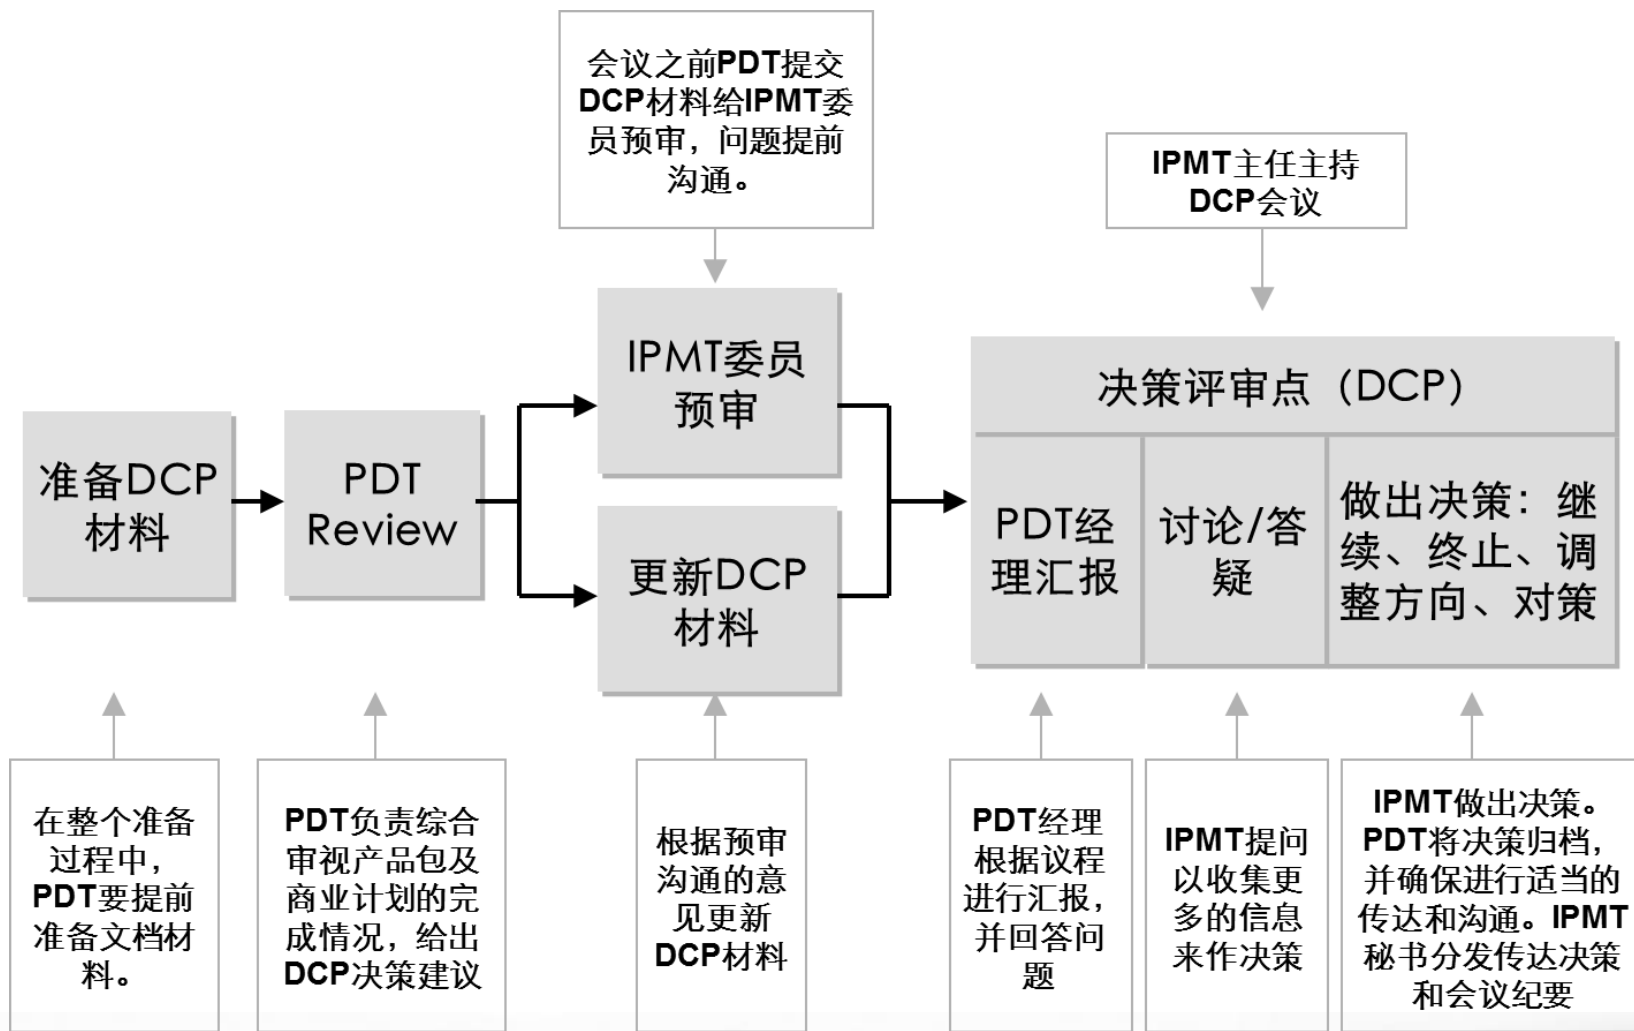 会议之前PDT提交
DCP材料给IPMT委
员预审，问题提前
沟通。
IPMT主任主持
DCP会议
IPMT委员
预审
决策评审点（DCP）
准备DCP
材料
PDT
Review
更新DCP
材料
PDT经
理汇报
讨论/答
疑
做出决策：继
续、终止、调
整方向、对策
在整个准备
过程中，
PDT要提前
准备文档材
料。
PDT负责综合
审视产品包及
商业计划的完
成情况，给出
DCP决策建议
根据预审
沟通的意
见更新
DCP材料
PDT经理
根据议程
进行汇报，
并回答问
题
IPMT提问
以收集更
多的信息
来作决策
IPMT做出决策。
PDT将决策归档，
并确保进行适当的
传达和沟通。IPMT
秘书分发传达决策
和会议纪要